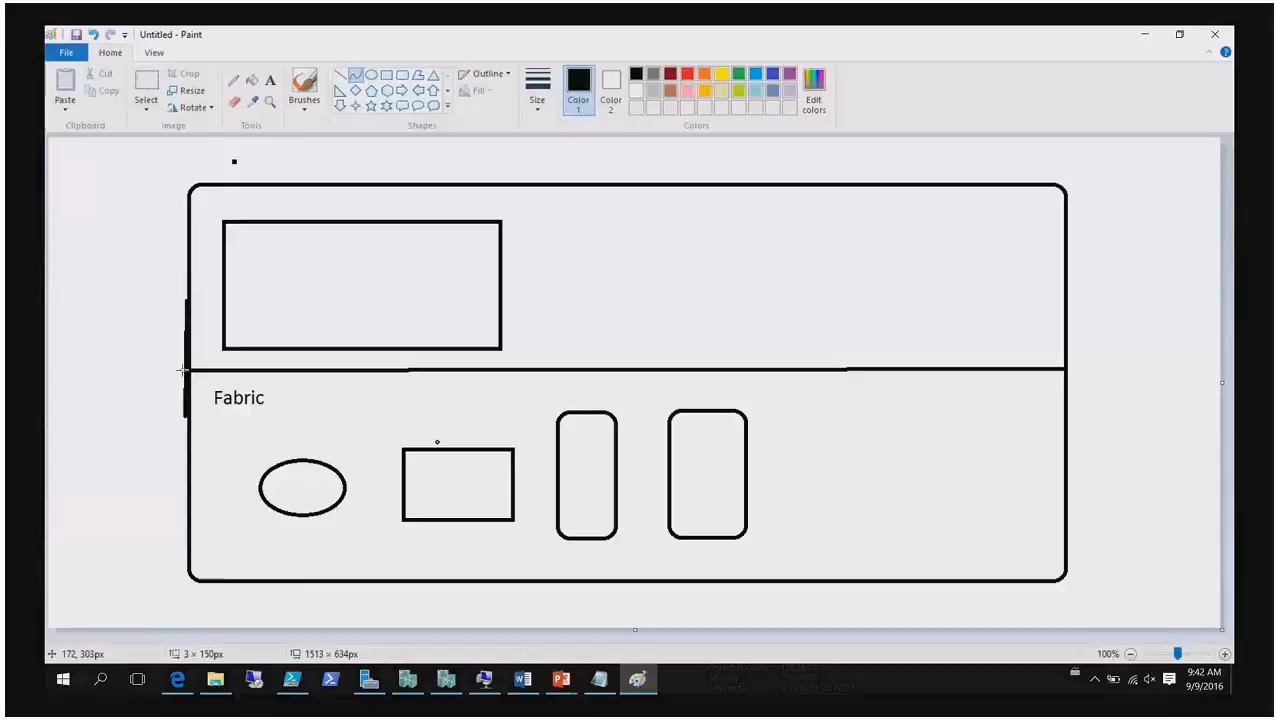 Untitled - Paint
File
Home
View
Paste
Cut
Copy
Clipboard
Select
Crop
Resize
Rotate
Image
Tools
Brushes
Outline
Fill
Shapes
Size
Color 1
Color 2
Edit colors
Colors
Fabric
172, 303px
3 × 150px
1513 × 634px
100%
9:42 AM
9/9/2016